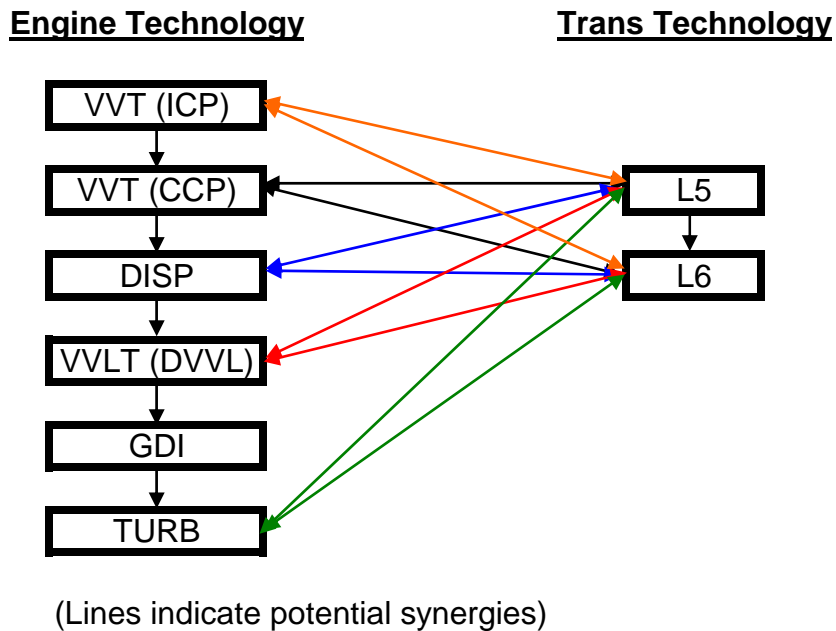 Engine Technology
Trans Technology
VVT (ICP)
VVT (CCP)
DISP
VVLT (DVVL)
GDI
TURB
L5
L6
(Lines indicate potential synergies)